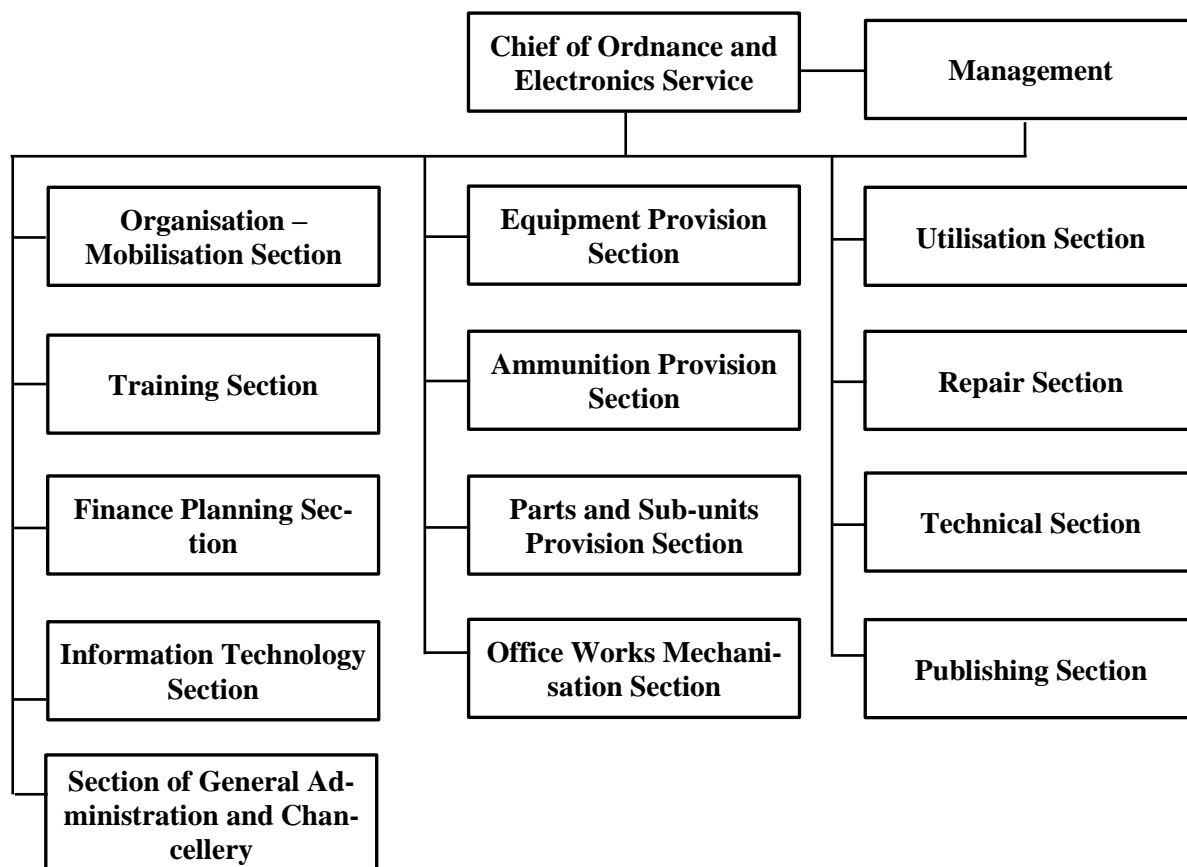 Chief of Ordnance and
Electronics Service
Management
Organisation –
Mobilisation Section
Equipment Provision
Section
Utilisation Section
Training Section
Ammunition Provision
Section
Repair Section
Finance Planning Sec-
tion
Parts and Sub-units
Provision Section
Technical Section
Information Technology
Section
Office Works Mechani-
sation Section
Publishing Section
Section of General Ad-
ministration and Chan-
cellery